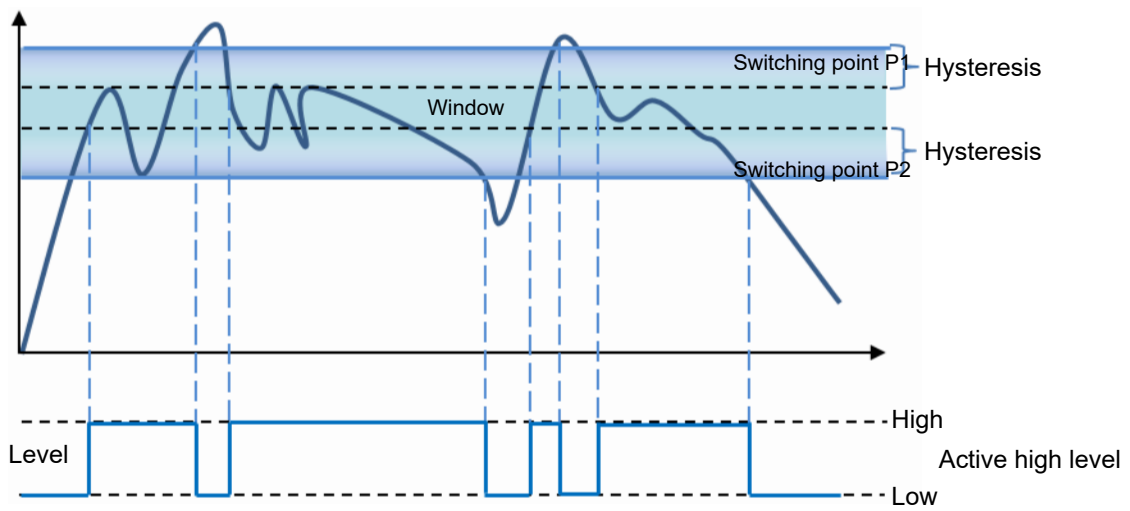 Switching point P1
Hysteresis
Window
Hysteresis
Switching point P2
High
Level
Active high level
Low